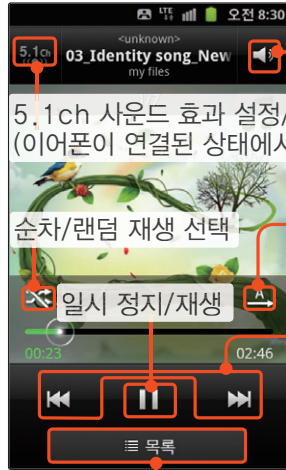 LTE 오전 8:30
<unknown>
5.1Ch 03_Identity song_New
my files
5.1ch 사운드 효과 설정/
(이어폰이 연결된 상태에서
순차/랜덤 재생 선택
A
일시 정지/재생
00:23 02:46
목록